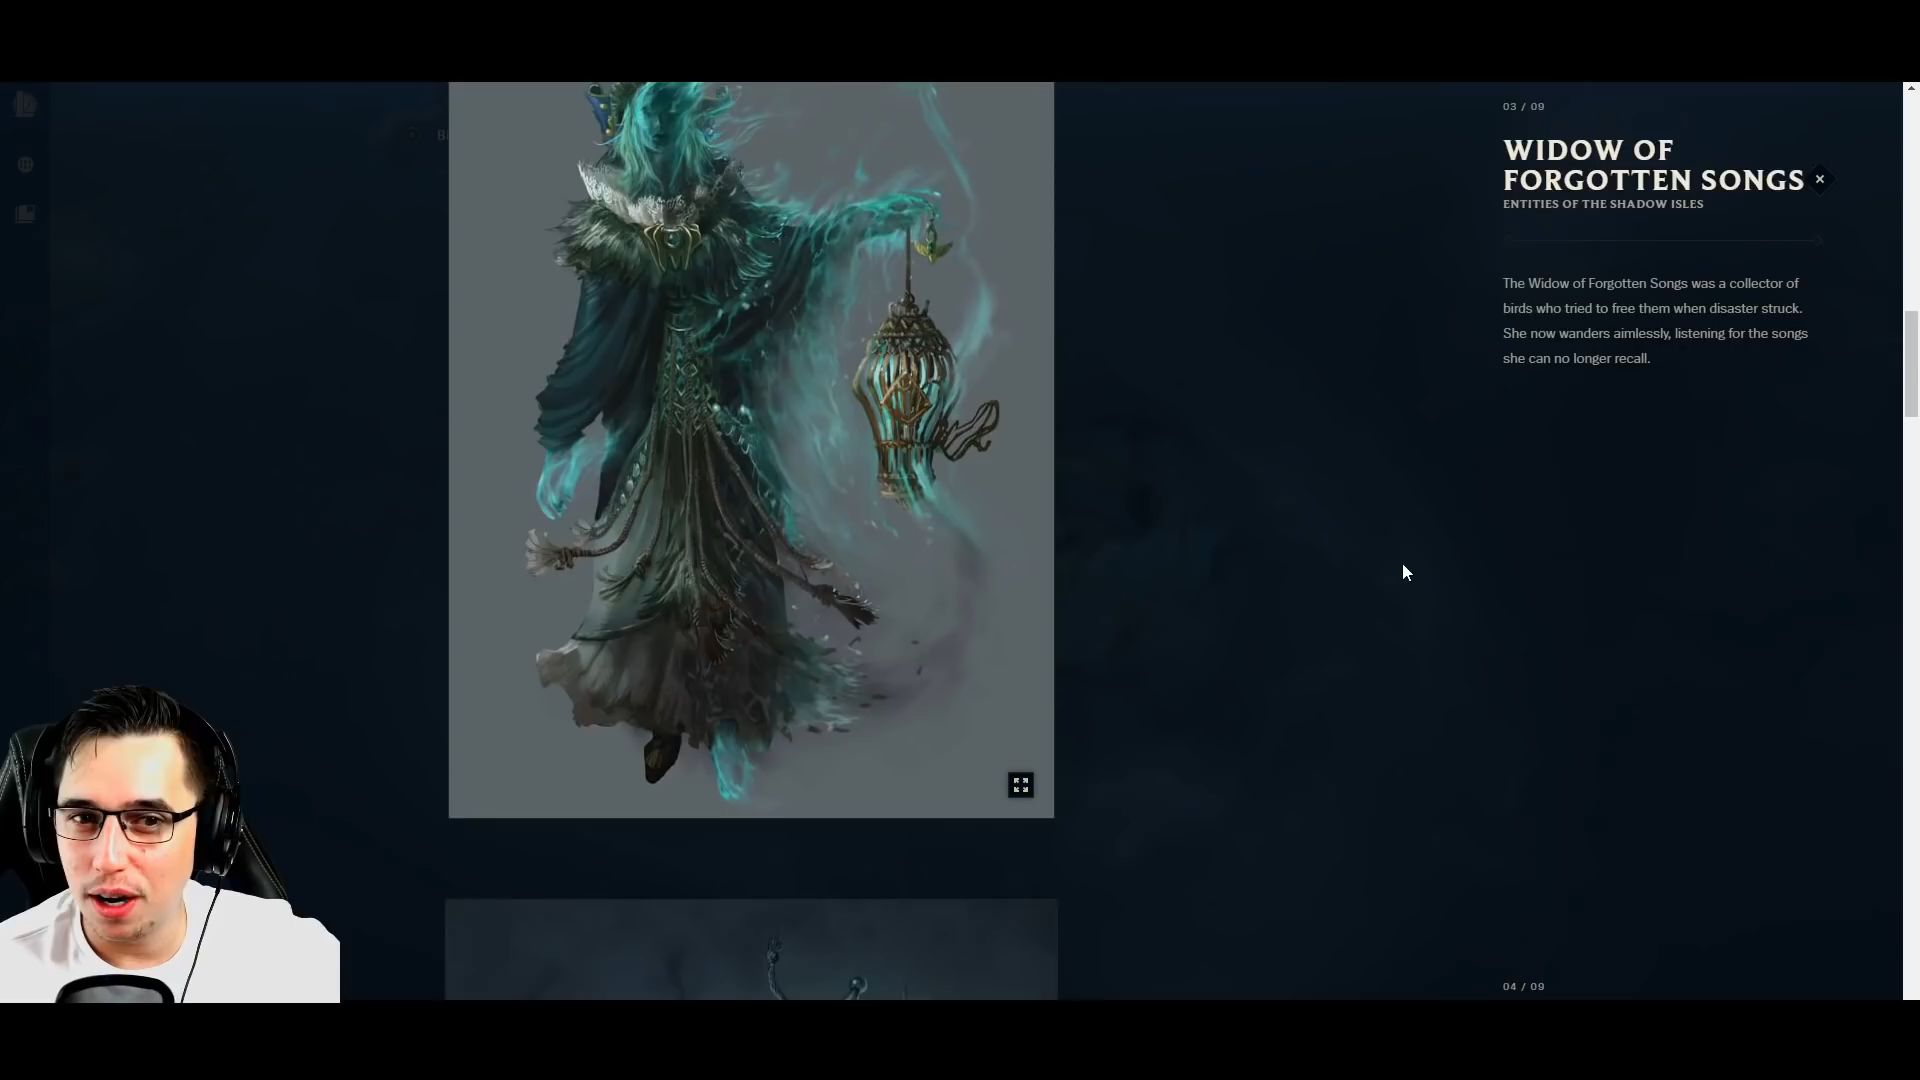 03 / 09
WIDOW OF
FORGOTTEN SONGS
ENTITIES OF THE SHADOW ISLES
The Widow of Forgotten Songs was a collector of
birds who tried to free them when disaster struck.
She now wanders aimlessly, listening for the songs
she can no longer recall.
04 / 09